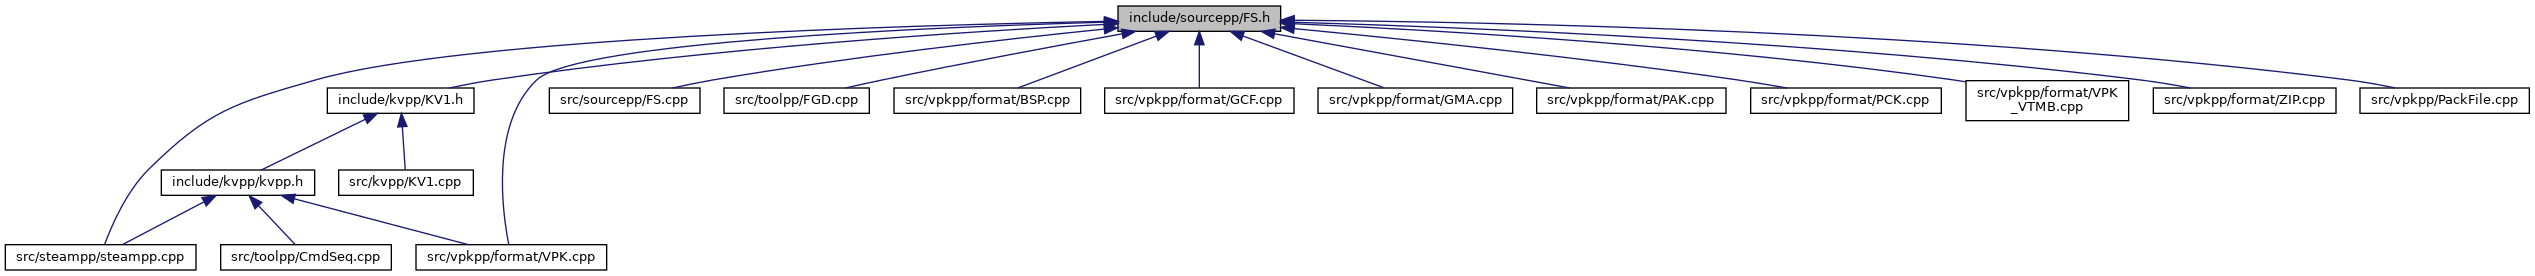 include/sourcepp/FS.h
include/kvpp/KV1.h
src/sourcepp/FS.cpp
src/toolpp/FGD.cpp
src/vpkpp/format/BSP.cpp
src/vpkpp/format/GCF.cpp
src/vpkpp/format/GMA.cpp
src/vpkpp/format/PAK.cpp
src/vpkpp/format/PCK.cpp
src/vpkpp/format/VPK
_VTMB.cpp
src/vpkpp/format/ZIP.cpp
src/vpkpp/PackFile.cpp
include/kvpp/kvpp.h
src/kvpp/KV1.cpp
src/steampp/steampp.cpp
src/toolpp/CmdSeq.cpp
src/vpkpp/format/VPK.cpp